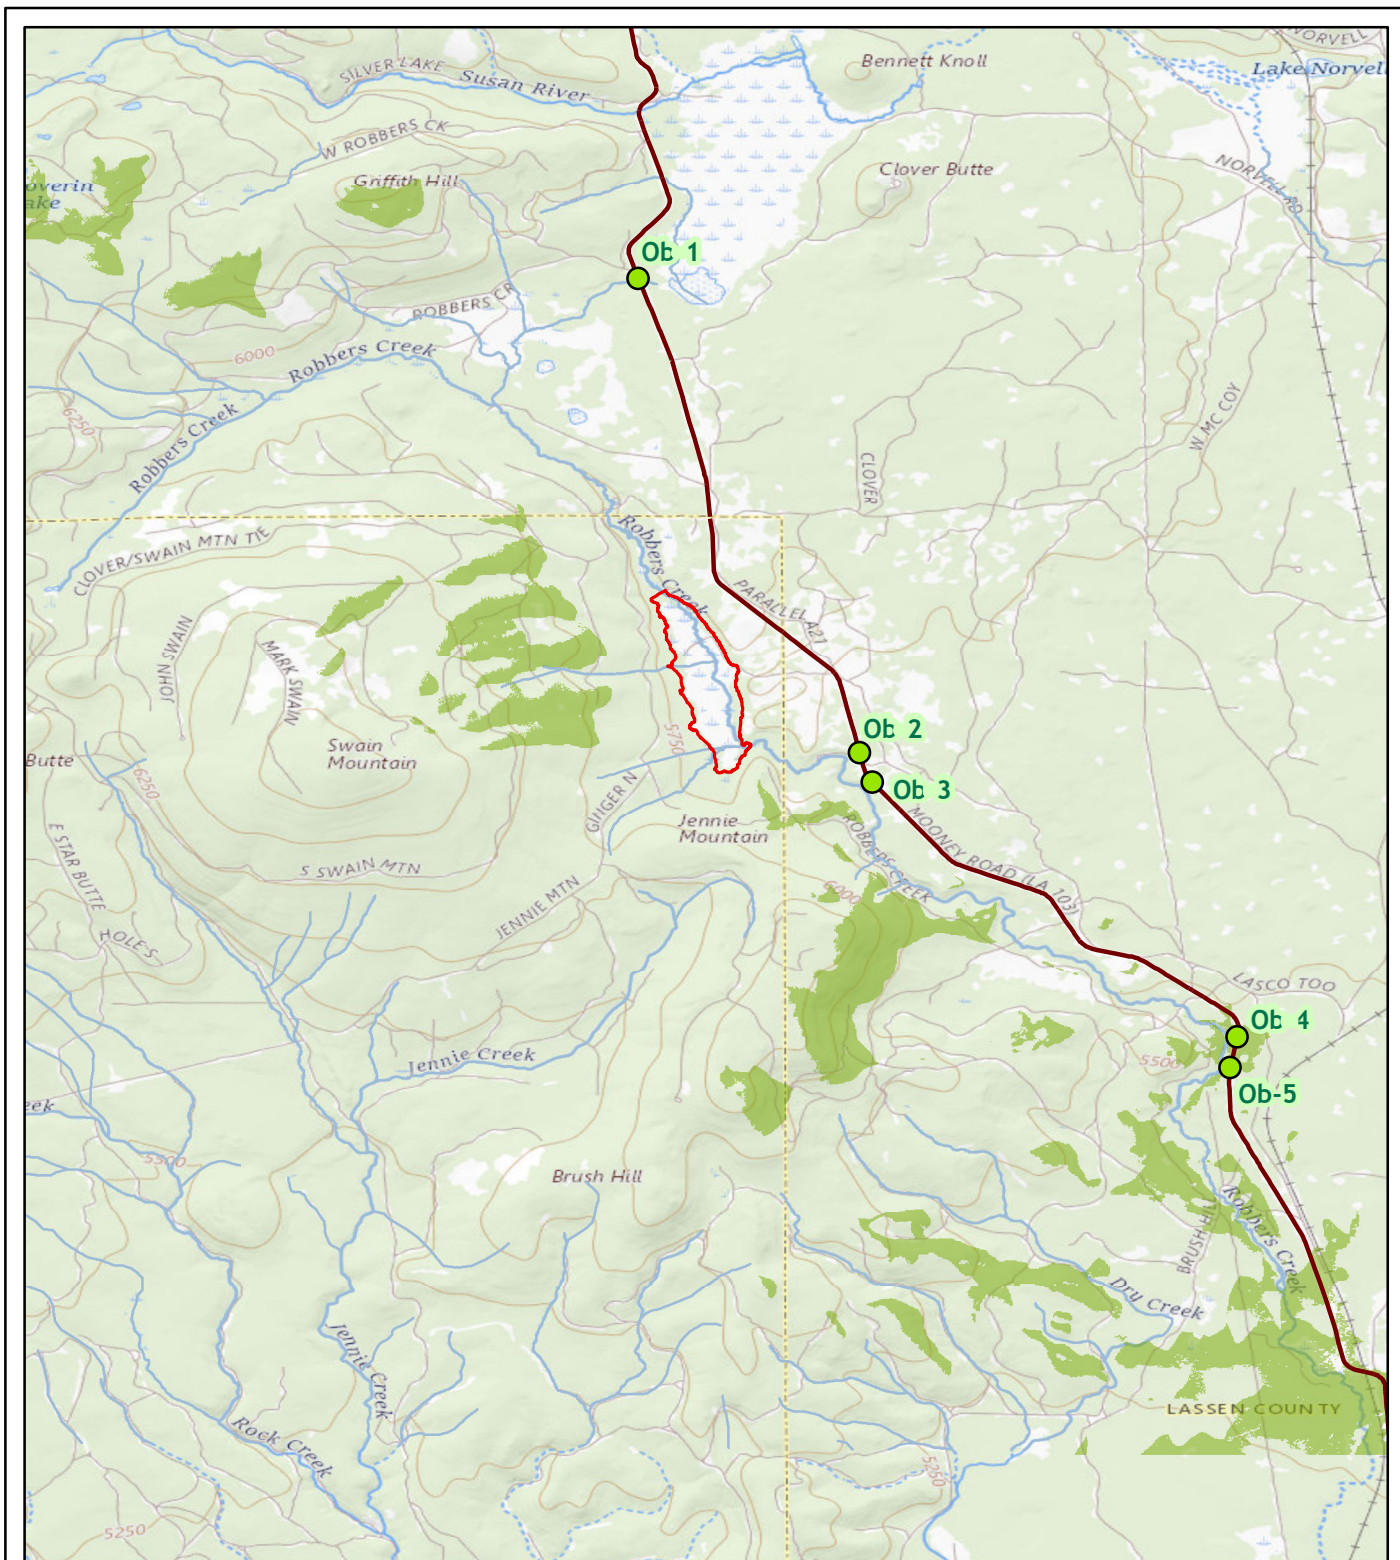 NORVELL
Bennett Knoll
Lake Norvell
SILVER LAKE
Susan River
W ROBBERS CK
Griffith Hill
Clover Butte
NORVELL RD
overin
ake
Ob 1
ROBBERS CR
6000
Robbers Creek
6250
Robbers Creek
W MC COY
CLOVER
Robbers Creek
CLOVER/SWAIN MTN TIE
PARALLEL A21
JOHN SWAIN
MARK SWAIN
Ob 2
5750
Swain
Mountain
Butte
6250
GINGER N
Ob 3
Jennie
Mountain
MOONEY ROAD (LA 103)
ROBBERS CREEK
E STAR BUTTE
S SWAIN MTN
6000
JENNIE MTN
HOLE S
LASCO TOO
Ob 4
Jennie Creek
5500
Ob-5
eek
5500
Brush Hill
BRUSH HILL
Robbers Creek
Dry Creek
Jennie Creek
LASSEN COUNTY
Rock Creek
5250
5250